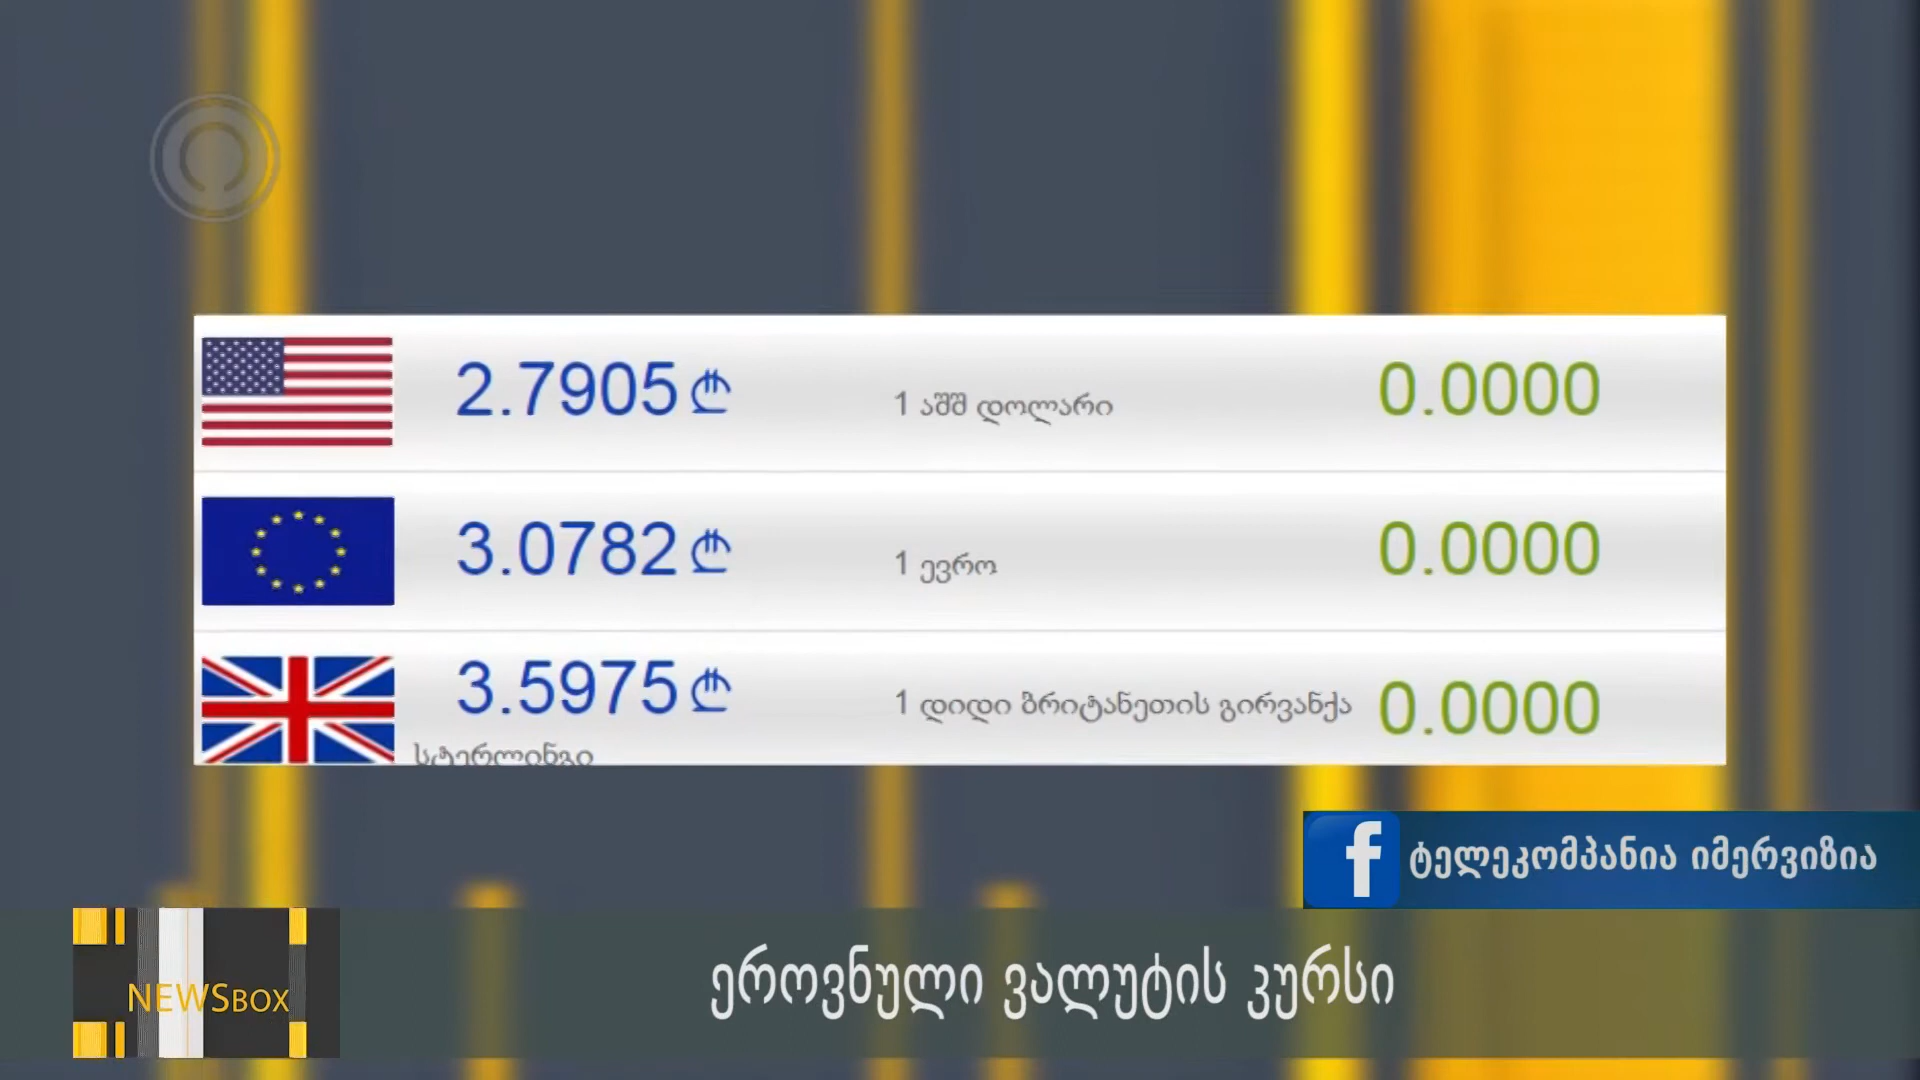 2.7905 ₾ 1 აშშ დოლარი 0.0000
3.0782 ₾ 1 ევრო 0.0000
3.5975 ₾ 1 დიდი ბრიტანეთის გირვანქა 0.0000
სტერლინგი
f ტელეკომპანია იმერვიზია
ეროვნული ვალუტის კურსი
NEWSBOX